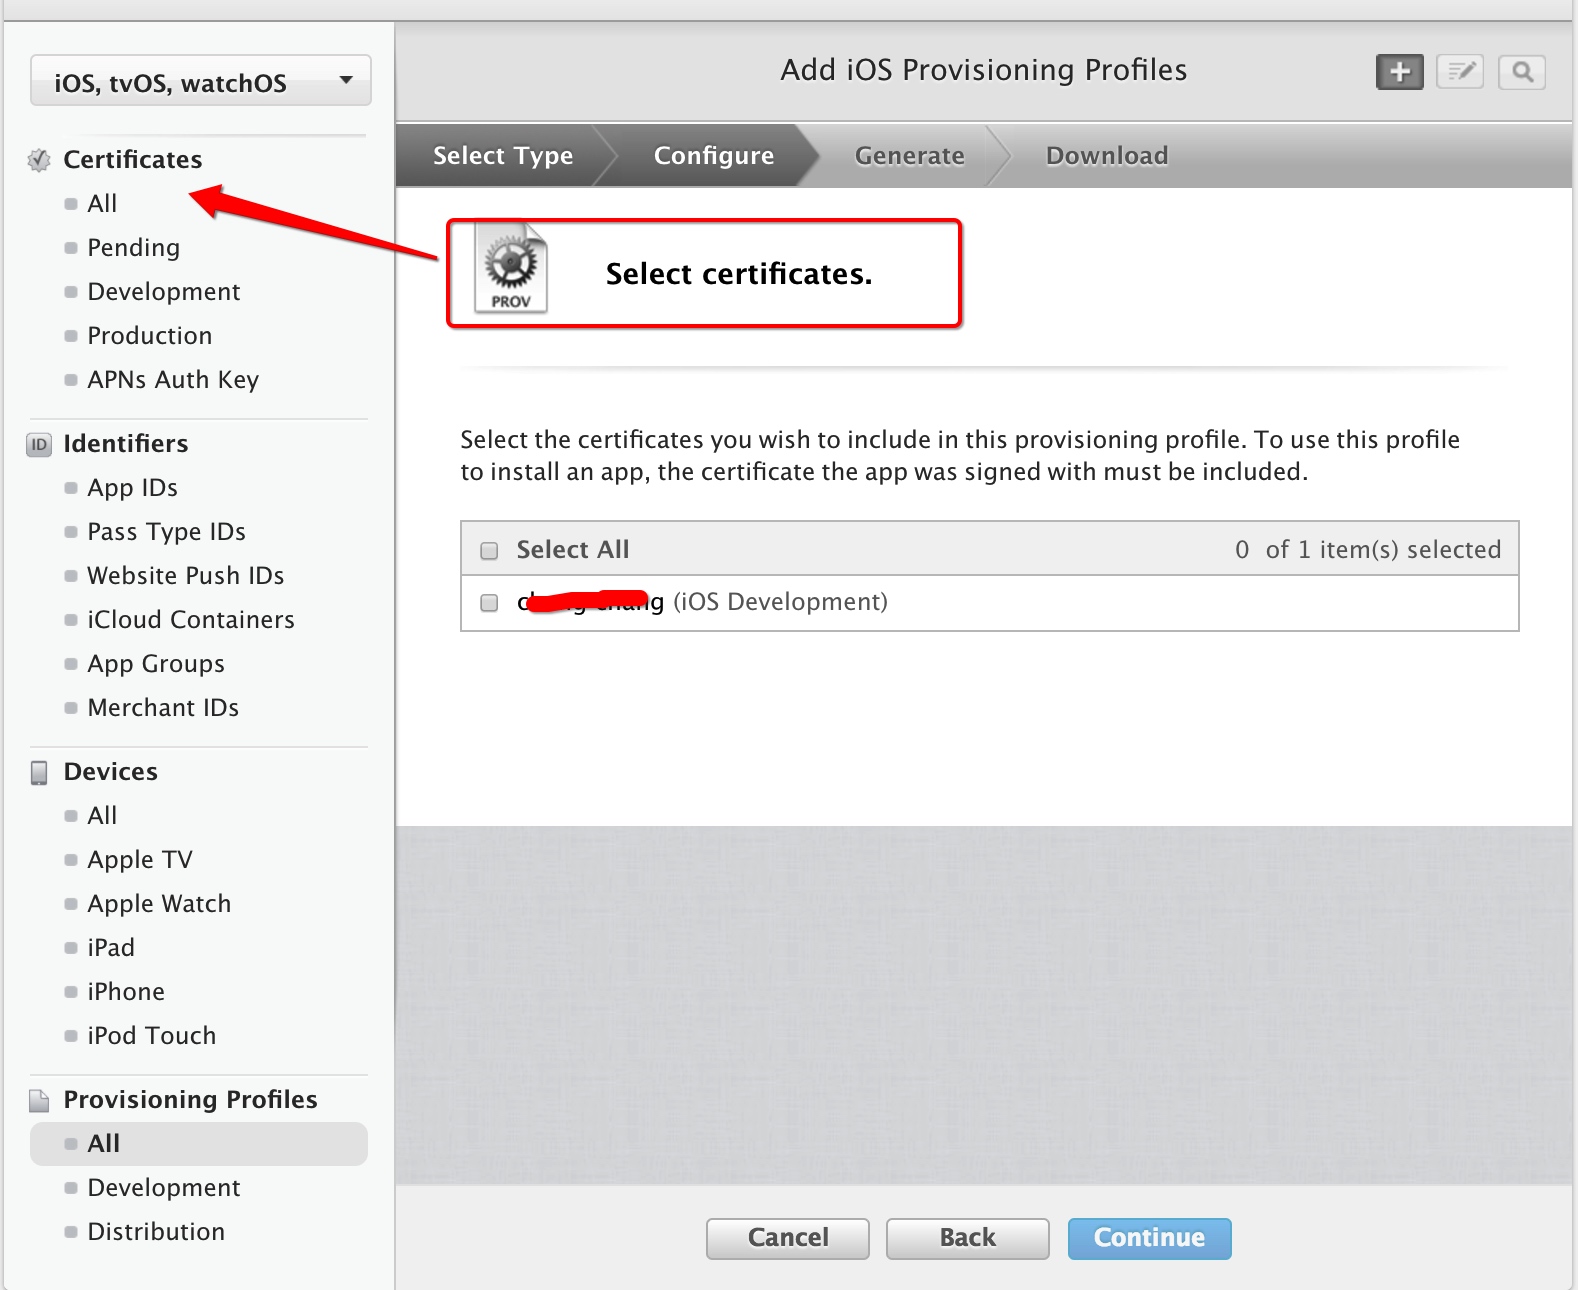 iOS, tvOS, watchOS
Certificates
All
Pending
Development
Production
APNs Auth Key
ID
Identifiers
App IDs
Pass Type IDs
Website Push IDs
iCloud Containers
App Groups
Merchant IDs
Devices
All
Apple TV
Apple Watch
iPad
iPhone
iPod Touch
Provisioning Profiles
All
Development
Distribution
Add iOS Provisioning Profiles
Select Type
Configure
Generate
Download
PROV
Select certificates.
Select the certificates you wish to include in this provisioning profile. To use this profile
to install an app, the certificate the app was signed with must be included.
Select All 0 of 1 item(s) selected
(iOS Development)
Cancel
Back
Continue